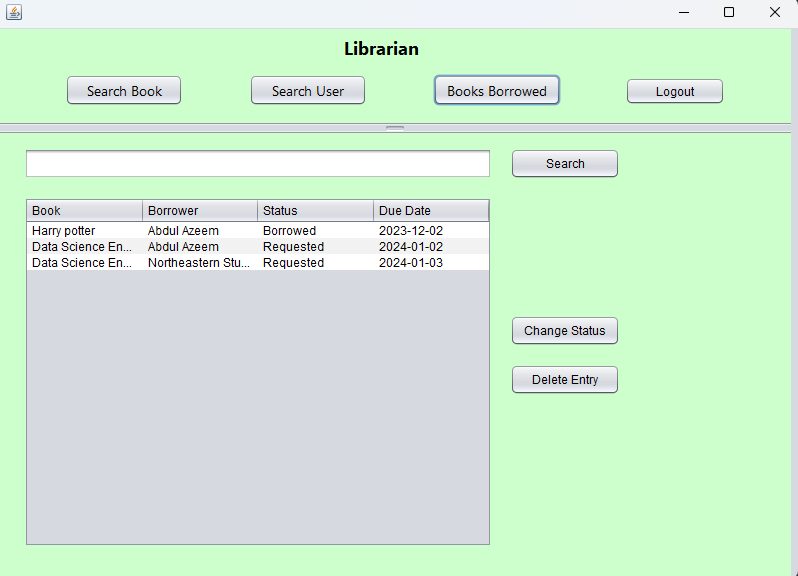 Librarian
Search Book Search User Books Borrowed Logout
Search
Book Borrower Status Due Date
Harry potter Abdul Azeem Borrowed 2023-12-02
Data Science En... Abdul Azeem Requested 2024-01-02
Data Science En... Northeastern Stu... Requested 2024-01-03
Change Status
Delete Entry